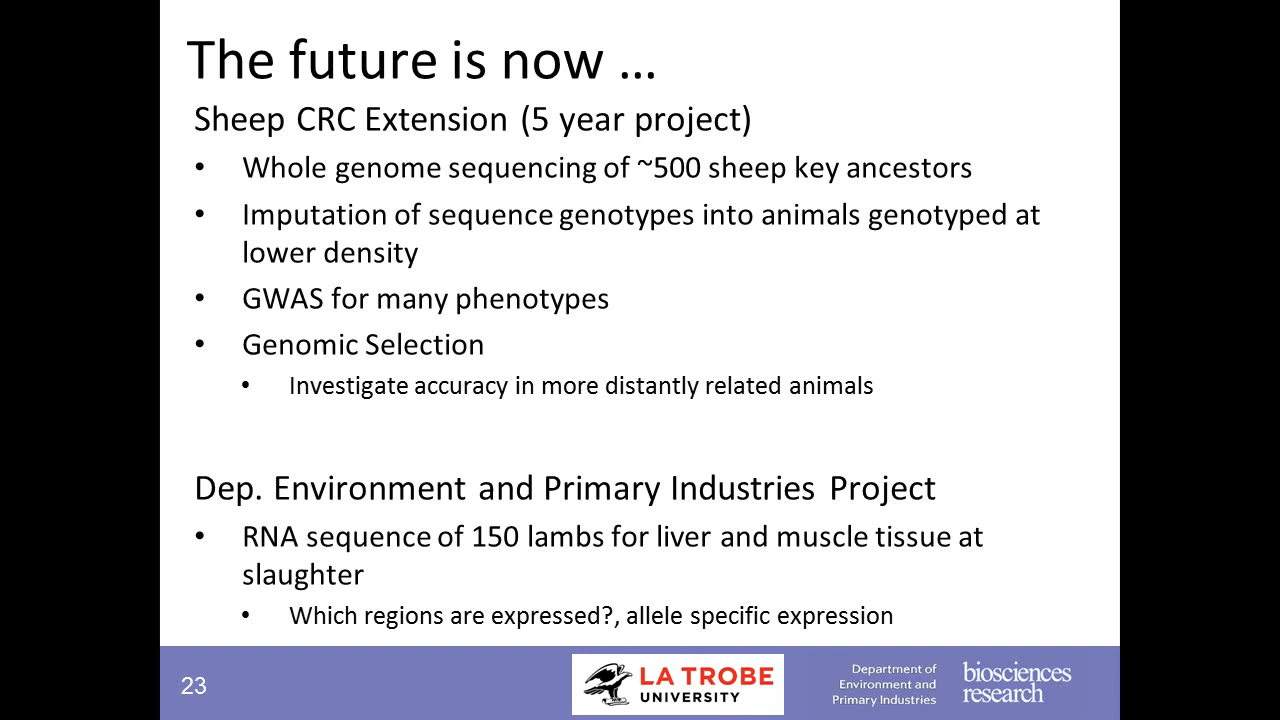 The future is now ...
Sheep CRC Extension (5 year project)
• Whole genome sequencing of ~500 sheep key ancestors
• Imputation of sequence genotypes into animals genotyped at
lower density
• GWAS for many phenotypes
• Genomic Selection
• Investigate accuracy in more distantly related animals
Dep. Environment and Primary Industries Project
• RNA sequence of 150 lambs for liver and muscle tissue at
slaughter
• Which regions are expressed?, allele specific expression
23
LA TROBE
UNIVERSITY
Department of
Environment and
Primary Industries
biosciences
research